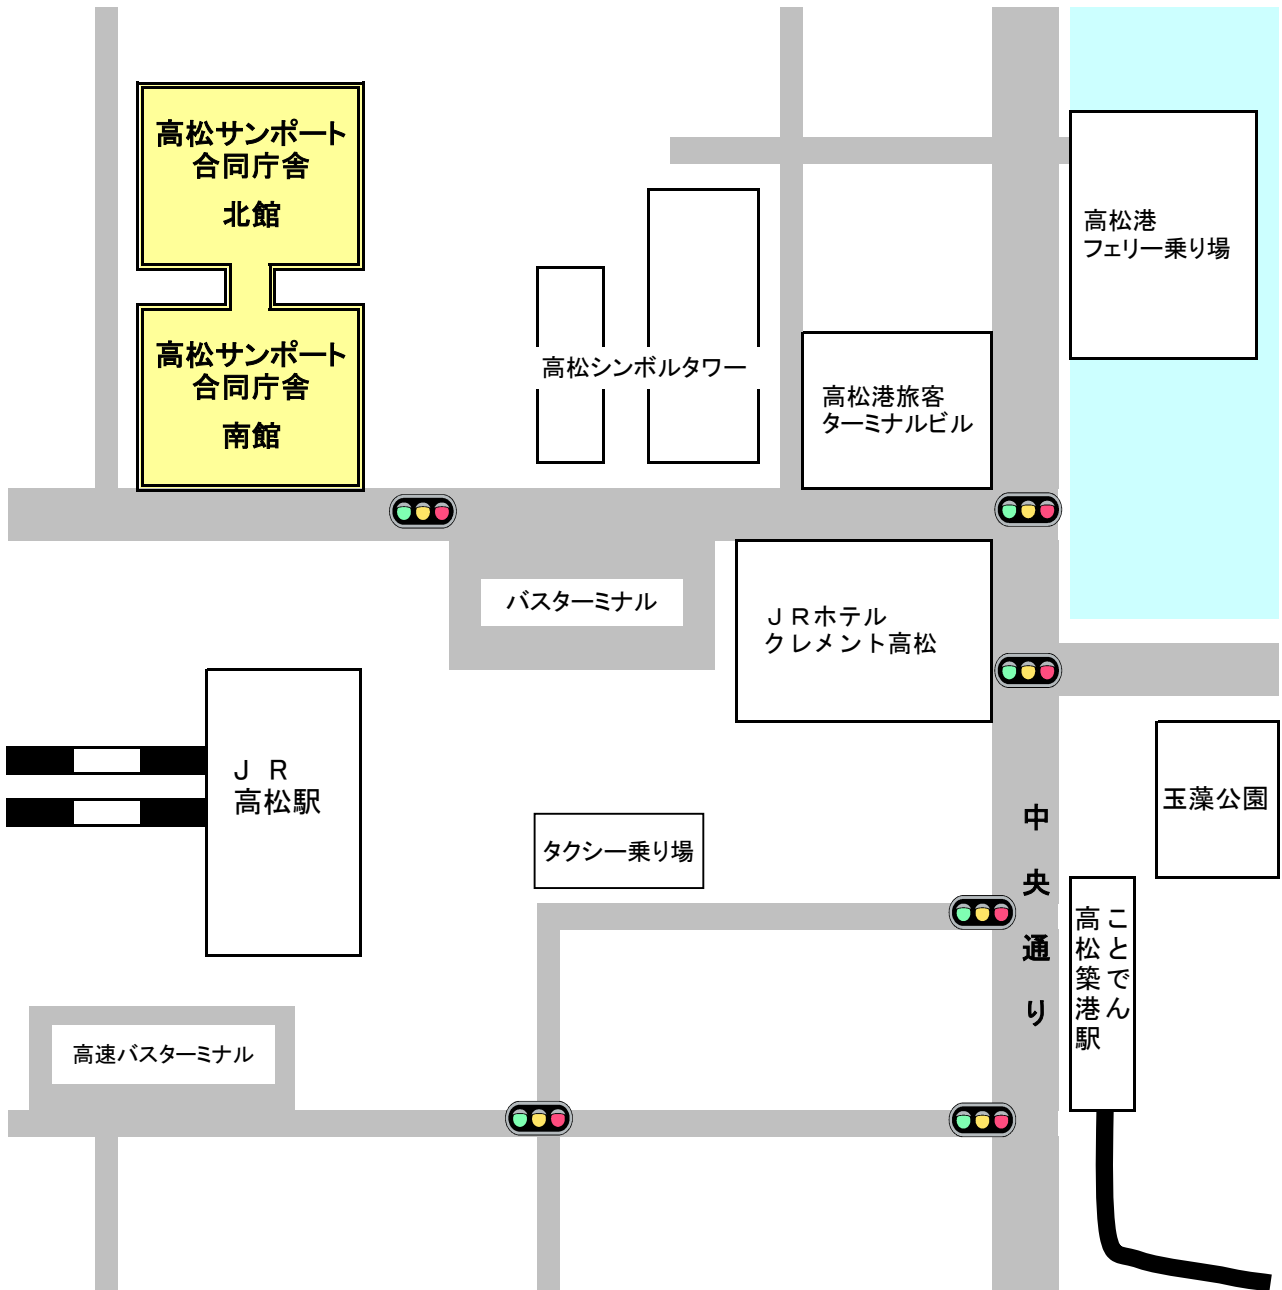 高松サンポート
合同庁舎
北館
高松港
フェリー乗り場
高松サンポート
合同庁舎
南館
高松シンボルタワー
高松港旅客
ターミナルビル
バスターミナル
ＪＲホテル
クレメント高松
ＪＲ
高松駅
タクシー乗り場
中央通り
玉藻公園
ことでん
高松築港駅
高速バスターミナル